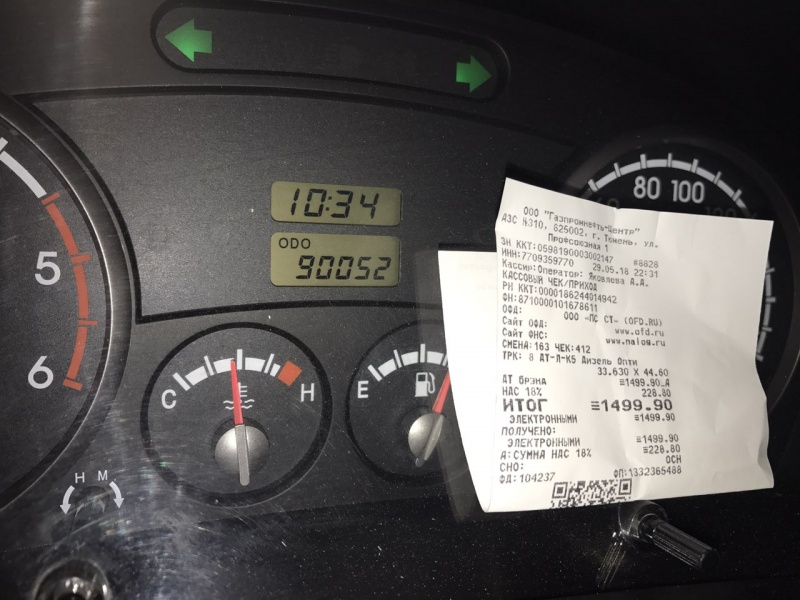 10:34
ODO
90052
5
6
C
H
E
H M
80 100
ООО "Газпромнефть-Центр"
АЗС №310, 625002, г. Тюмень, ул.
Профсоюзная 1
ЗН ККТ:0598190003002147 #8828
ИНН:7709359770 29.05.18 22:31
Кассир:Оператор: Яковлева А.А.
КАССОВЫЙ ЧЕК/ПРИХОД
РН ККТ:0000186244014942
ФН:8710000101678611
ОФД:
ООО «ПС СТ» (OFD.RU)
Сайт ОФД: www.ofd.ru
Сайт ФНС: www.nalog.ru
СМЕНА:163 ЧЕК:412
ТРК: 8 ДТ-Л-К5 Дизель Опти
33.630 X 44.60
≡1499.90_А
НДС 18% 228.80
ИТОГ ≡1499.90
ЭЛЕКТРОННЫМИ ≡1499.90
ПОЛУЧЕНО:
ЭЛЕКТРОННЫМИ ≡1499.90
А:СУММА НДС 18% ≡228.80
СНО: ОСН
ФД:104237 ФП:1332365488